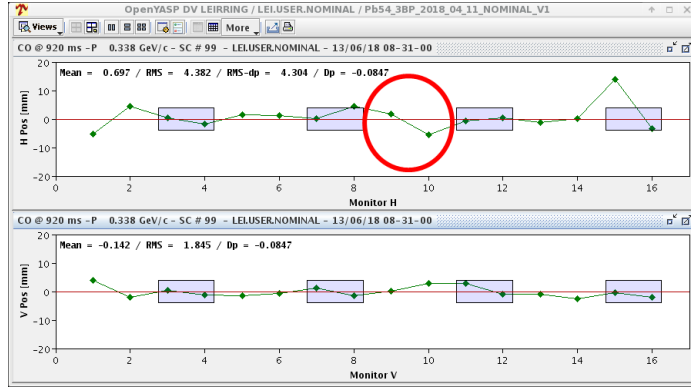 OpenYASP DV LEIRRING / LEI.USER.NOMINAL / Pb54_3BP_2018_04_11_NOMINAL_V1
Views More
CO @ 920 ms - P 0.338 GeV/c - SC # 99 - LEI.USER.NOMINAL - 13/06/18 08-31-00
Mean = 0.697 / RMS = 4.382 / RMS-dp = 4.304 / Dp = -0.0847
H Pos [mm]
20
10
0
-10
-20
0 2 4 6 8 10 12 14 16
Monitor H
CO @ 920 ms - P 0.338 GeV/c - SC # 99 - LEI.USER.NOMINAL - 13/06/18 08-31-00
Mean = -0.142 / RMS = 1.845 / Dp = -0.0847
V Pos [mm]
20
10
0
-10
-20
0 2 4 6 8 10 12 14 16
Monitor V